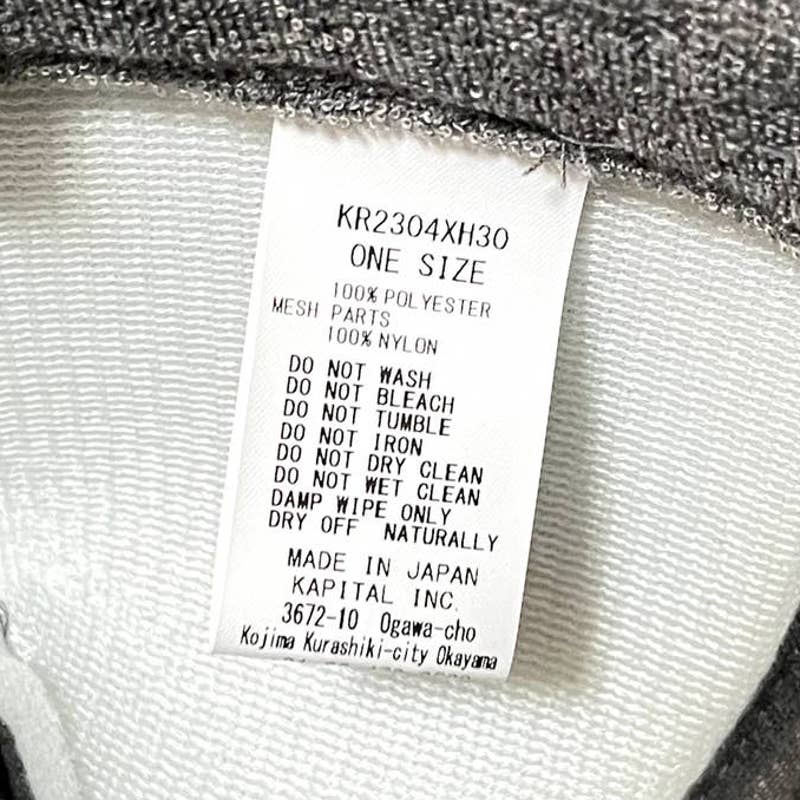 KR2304XH30
ONE SIZE
100% POLYESTER
MESH PARTS
100% NYLON
DO NOT WASH
DO NOT BLEACH
DO NOT TUMBLE
DO NOT IRON
DO NOT DRY CLEAN
DO NOT WET CLEAN
DAMP WIPE ONLY
DRY OFF NATURALLY
MADE IN JAPAN
KAPITAL INC.
3672-10 Ogawa-cho
Kojima Kurashiki-city Okayama